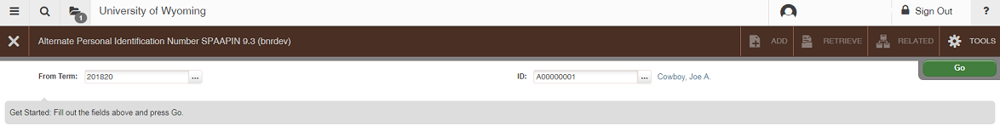 1 University of Wyoming Sign Out ?
Alternate Personal Identification Number SPAAPIN 9.3 (bnrdev) ADD RETRIEVE RELATED TOOLS
Go
From Term: 201820 ... ID: A00000001 ... Cowboy, Joe A.
Get Started: Fill out the fields above and press Go.